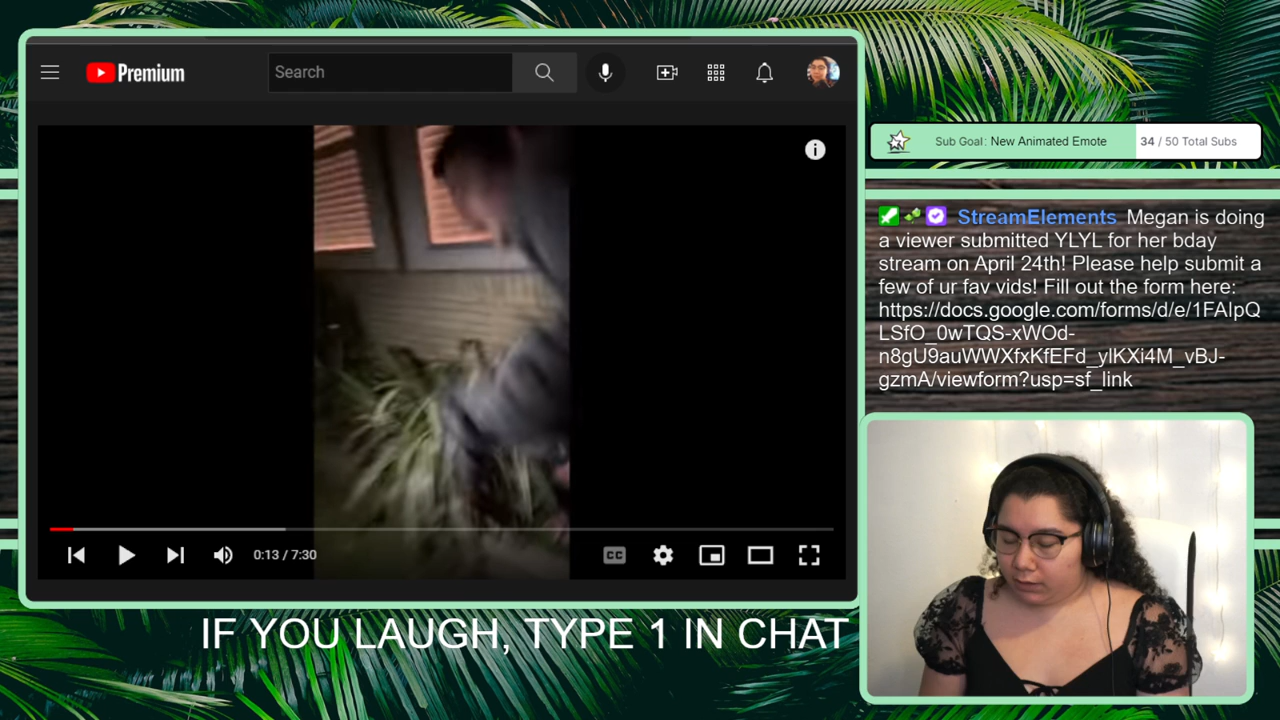 Premium
Search
Sub Goal: New Animated Emote
34 / 50 Total Subs
StreamElements Megan is doing
a viewer submitted YLYL for her bday
stream on April 24th! Please help submit a
few of ur fav vids! Fill out the form here:
https://docs.google.com/forms/d/e/1FAIpQ
LSfO_0wTQS-xWOd-
n8gU9auWWXfxKfEFd_ylKXi4M_vBJ-
gzmA/viewform?usp=sf_link
0:13 / 7:30
CC
IF YOU LAUGH, TYPE 1 IN CHAT